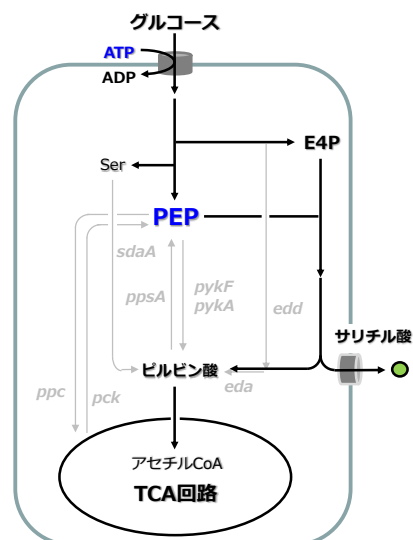 グルコース
ATP
ADP
E4P
Ser
PEP
sdaA
ppsA
pykF
pykA
edd
サリチル酸
ピルビン酸
eda
ppc
pck
アセチルCoA
TCA回路